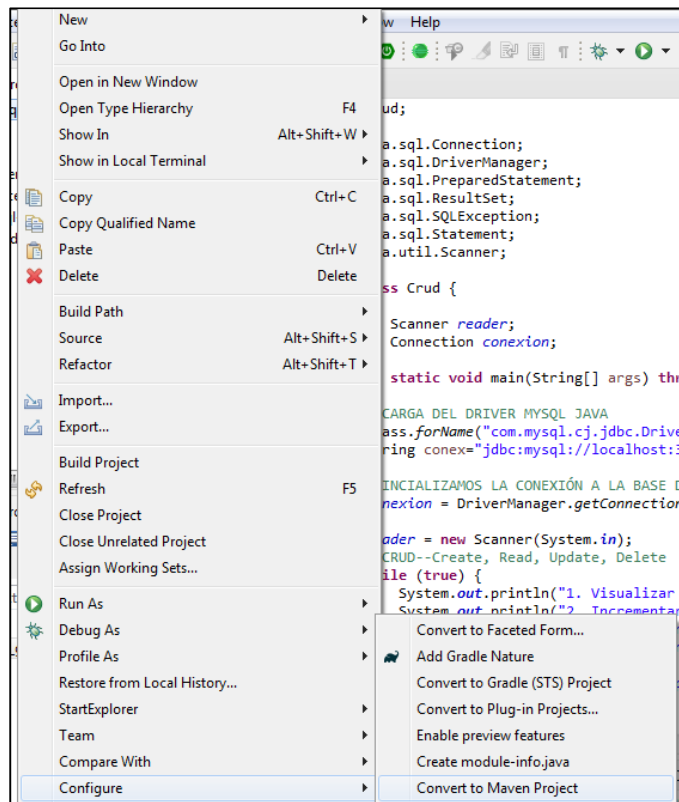 New
Go Into
Open in New Window
Open Type Hierarchy F4
Show In Alt+Shift+W
Show in Local Terminal
Copy Ctrl+C
Copy Qualified Name
Paste Ctrl+V
Delete Delete
Build Path
Source Alt+Shift+S
Refactor Alt+Shift+T
Import...
Export...
Build Project
Refresh F5
Close Project
Close Unrelated Project
Assign Working Sets...
Run As
Debug As
Profile As
Restore from Local History...
StartExplorer
Team
Compare With
Configure
Convert to Faceted Form...
Add Gradle Nature
Convert to Gradle (STS) Project
Convert to Plug-in Projects...
Enable preview features
Create module-info.java
Convert to Maven Project
w Help
ud;
a.sql.Connection;
a.sql.DriverManager;
a.sql.PreparedStatement;
a.sql.ResultSet;
a.sql.SQLException;
a.sql.Statement;
a.util.Scanner;
ss Crud {
Scanner reader;
Connection conexion;
static void main(String[] args) thr
CARGA DEL DRIVER MYSQL JAVA
ass.forName("com.mysql.cj.jdbc.Drive
ring conex="jdbc:mysql://localhost:3
INCIALIZAMOS LA CONEXIÓN A LA BASE D
nexion = DriverManager.getConnection
ader = new Scanner(System.in);
CRUD--Create, Read, Update, Delete
ile (true) {
System.out.println("1. Visualizar
System.out.println("2. Incrementar